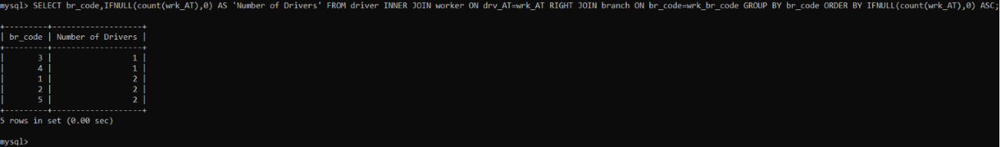 mysql> SELECT br_code,IFNULL(count(wrk_AT),0) AS 'Number of Drivers' FROM driver INNER JOIN worker ON drv_AT=wrk_AT RIGHT JOIN branch ON br_code=wrk_br_code GROUP BY br_code ORDER BY IFNULL(count(wrk_AT),0) ASC;
+---------+-------------------+
| br_code | Number of Drivers |
+---------+-------------------+
|       3 |                 1 |
|       4 |                 1 |
|       1 |                 2 |
|       2 |                 2 |
|       5 |                 2 |
+---------+-------------------+
5 rows in set (0.00 sec)
mysql>